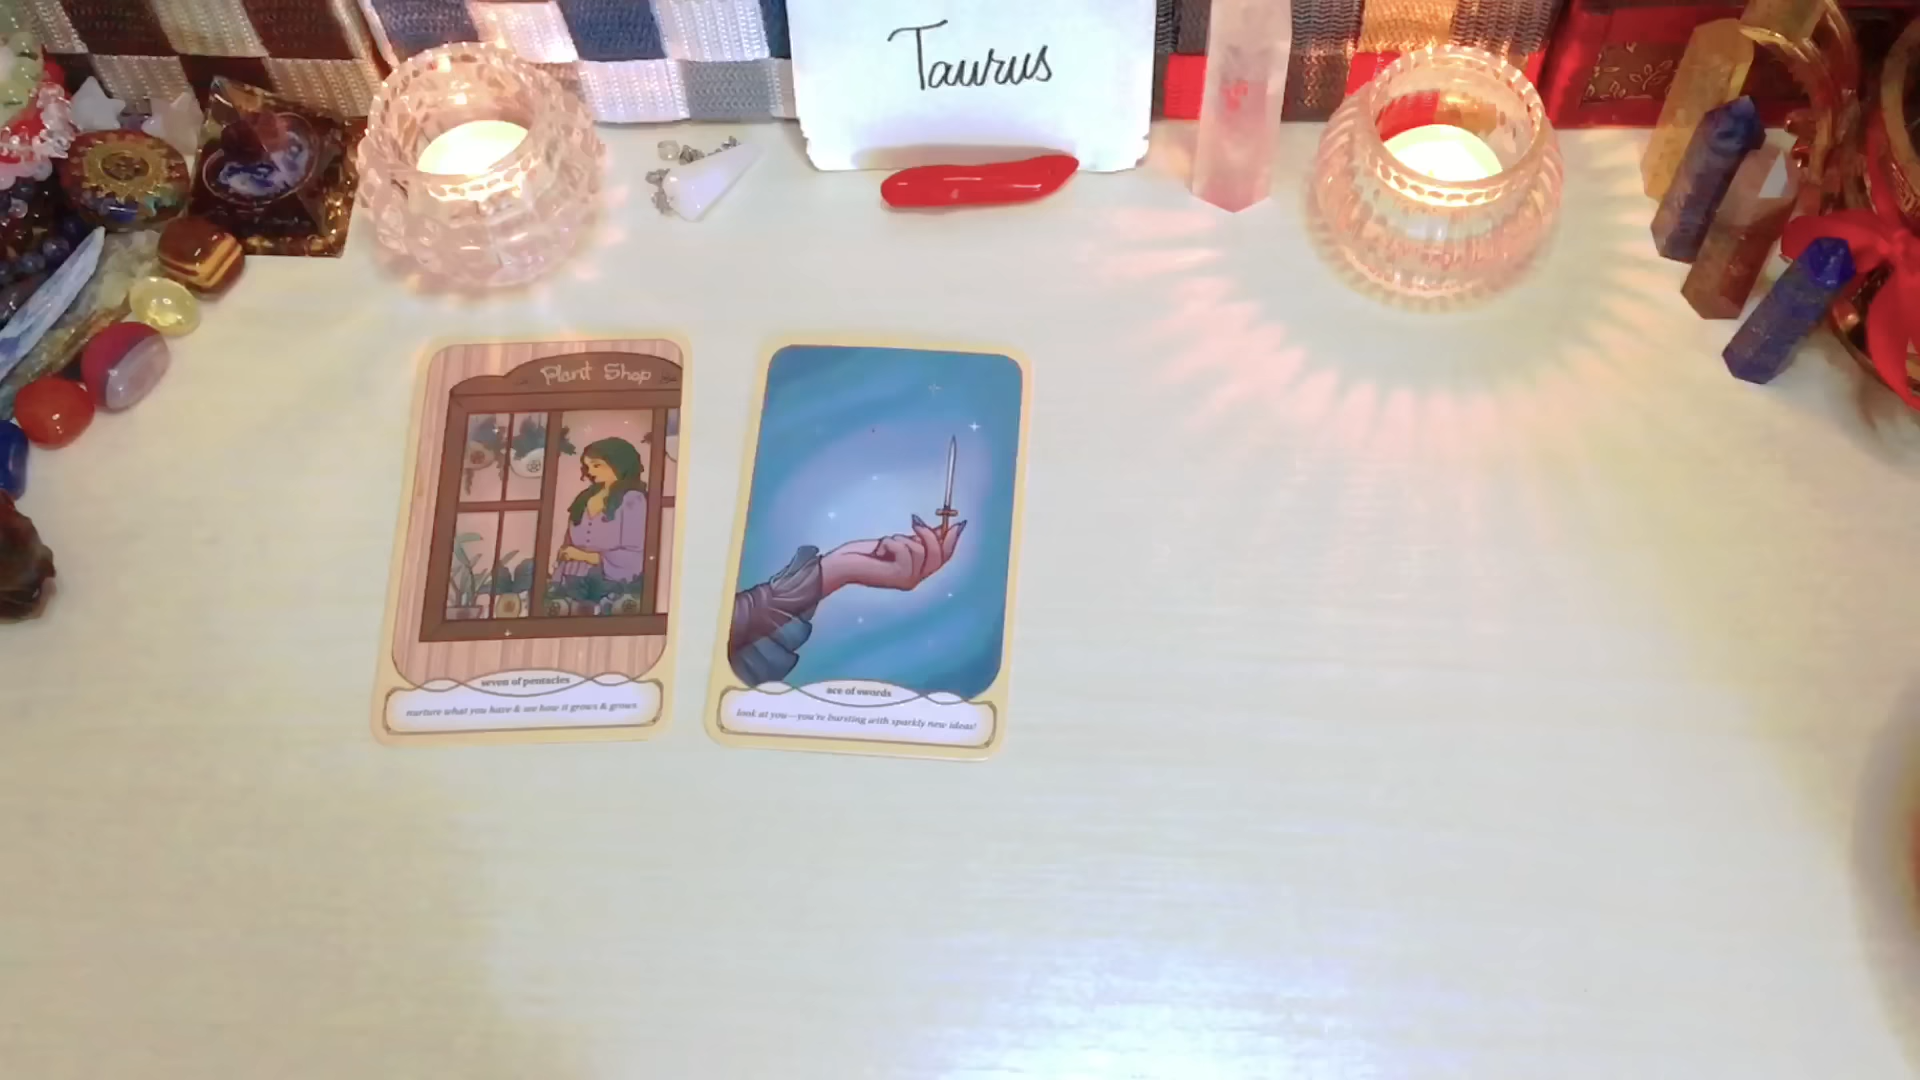 Taurus
Plant Shop
seven of pentacles
nurture what you have & see how it grows & grows
ace of swords
look at you—you're bursting with sparkly new ideas!